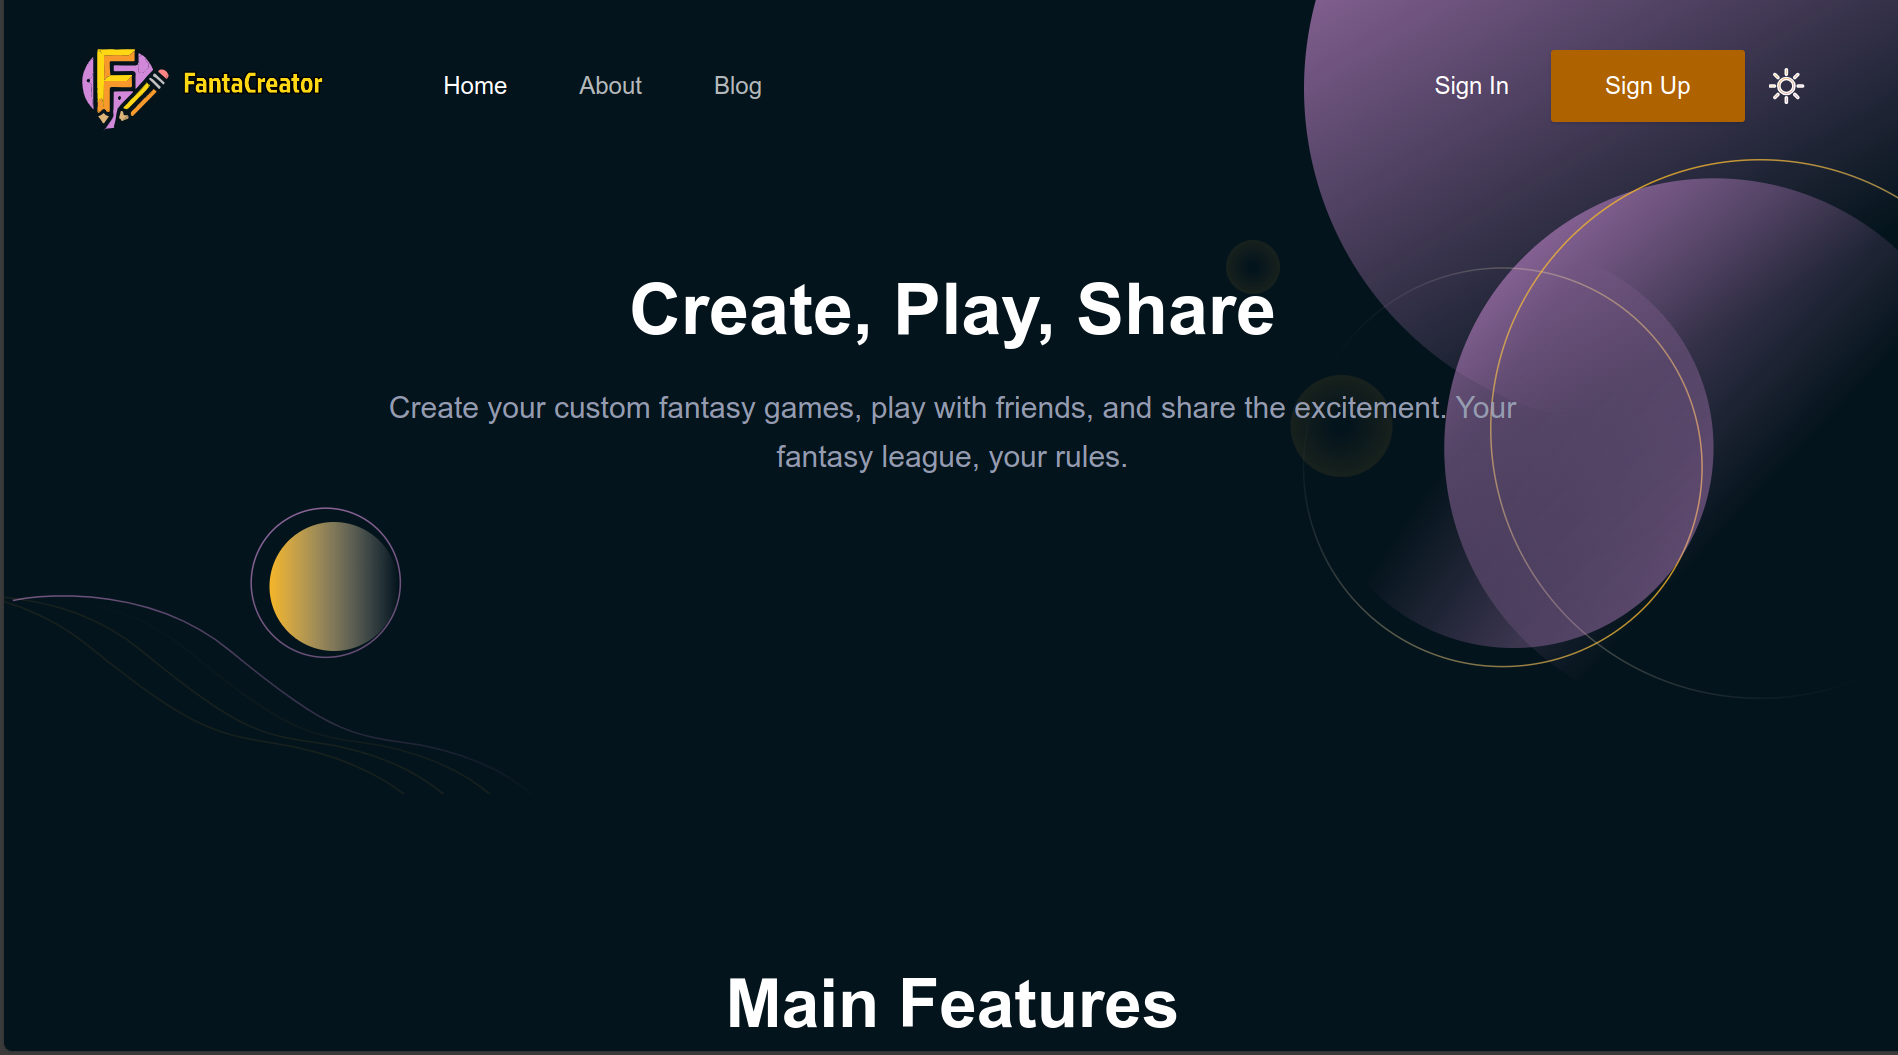 FantaCreator
Home
About
Blog
Sign In
Sign Up
Create, Play, Share
Create your custom fantasy games, play with friends, and share the excitement. Your
fantasy league, your rules.
Main Features